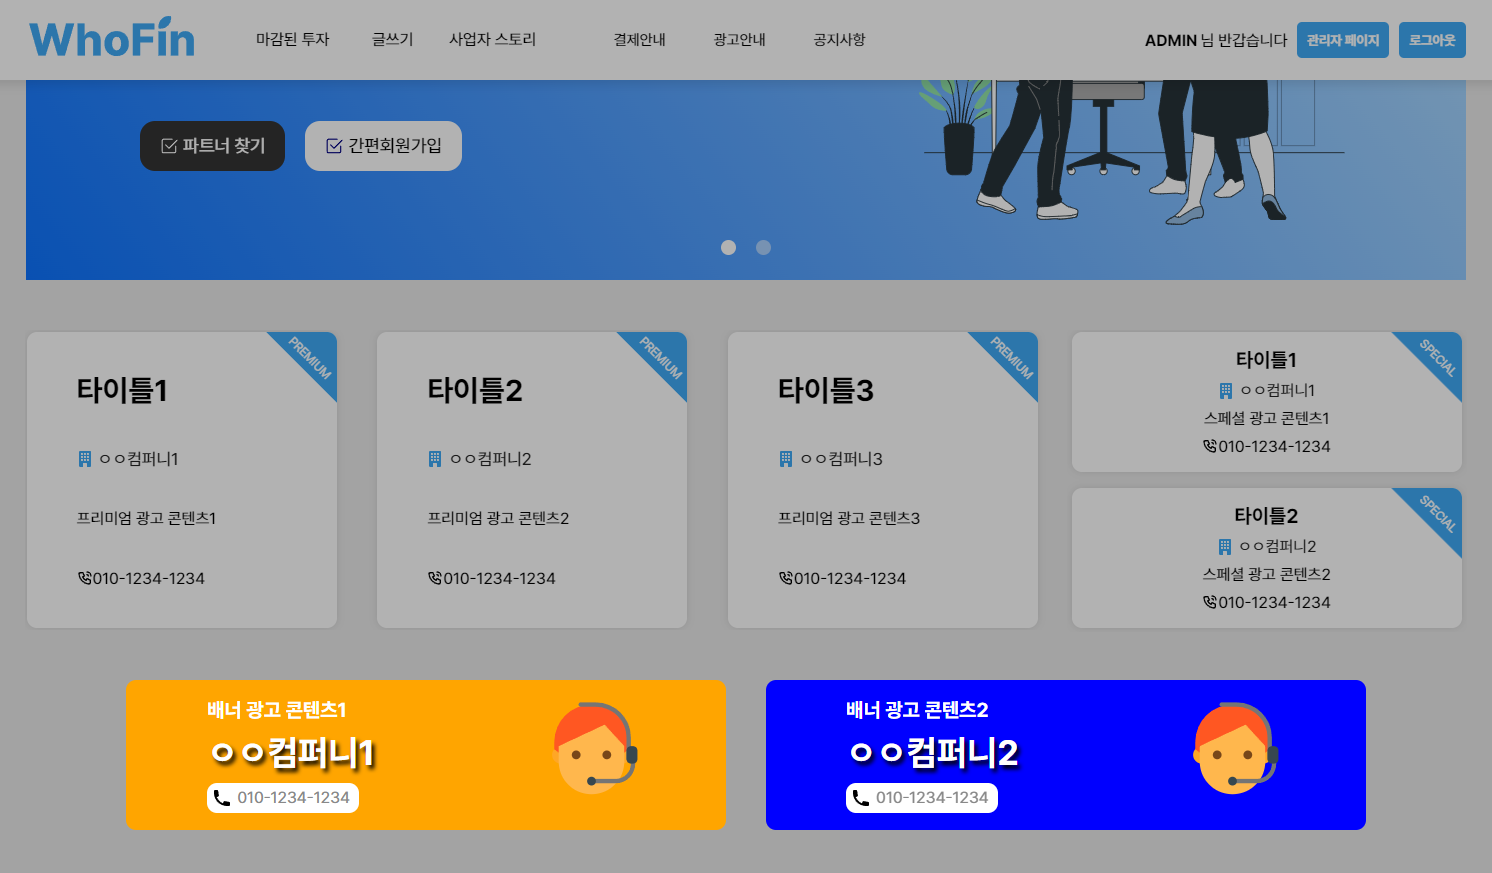 WhoFin
마감된 투자 글쓰기 사업자 스토리 결제안내 광고안내 공지사항
ADMIN 님 반갑습니다 관리자 페이지 로그아웃
파트너 찾기 간편회원가입
PREMIUM
타이틀1
ㅇㅇ컴퍼니1
프리미엄 광고 콘텐츠1
010-1234-1234
PREMIUM
타이틀2
ㅇㅇ컴퍼니2
프리미엄 광고 콘텐츠2
010-1234-1234
PREMIUM
타이틀3
ㅇㅇ컴퍼니3
프리미엄 광고 콘텐츠3
010-1234-1234
SPECIAL
타이틀1
ㅇㅇ컴퍼니1
스페셜 광고 콘텐츠1
010-1234-1234
SPECIAL
타이틀2
ㅇㅇ컴퍼니2
스페셜 광고 콘텐츠2
010-1234-1234
배너 광고 콘텐츠1
ㅇㅇ컴퍼니1
010-1234-1234
배너 광고 콘텐츠2
ㅇㅇ컴퍼니2
010-1234-1234